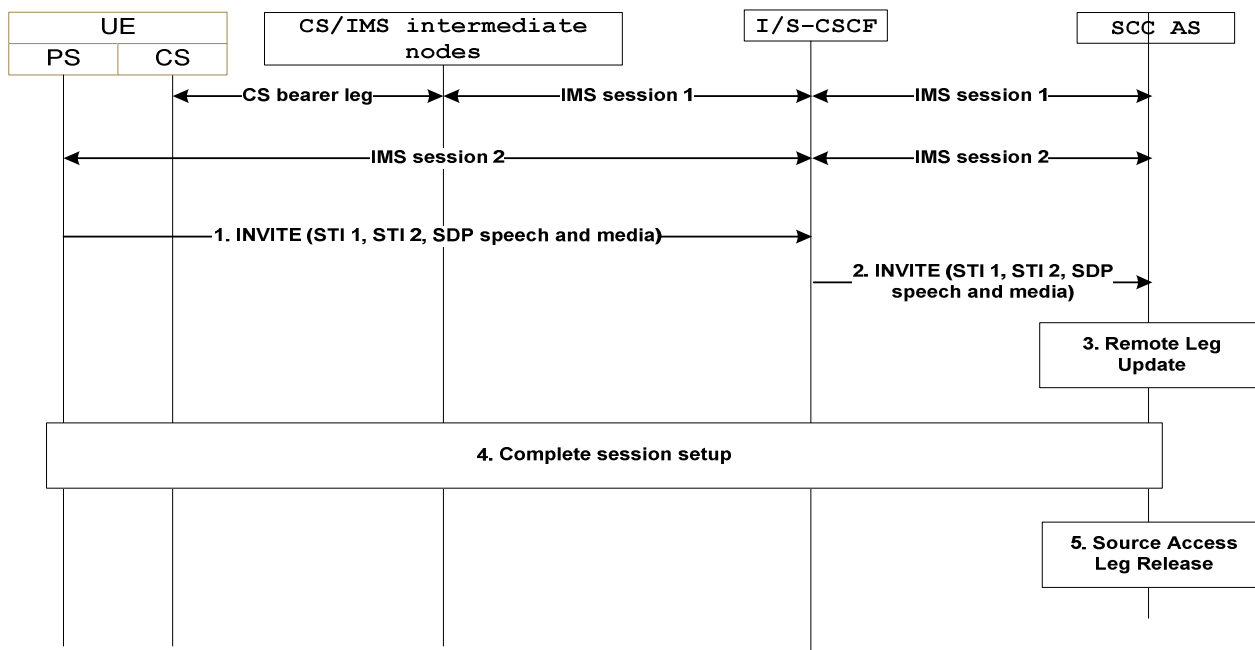 UE
PS
CS
CS/IMS intermediate
nodes
I/S-CSCF
SCC AS
CS bearer leg
IMS session 1
IMS session 1
IMS session 2
IMS session 2
1. INVITE (STI 1, STI 2, SDP speech and media)
2. INVITE (STI 1, STI 2, SDP
speech and media)
3. Remote Leg
Update
4. Complete session setup
5. Source Access
Leg Release